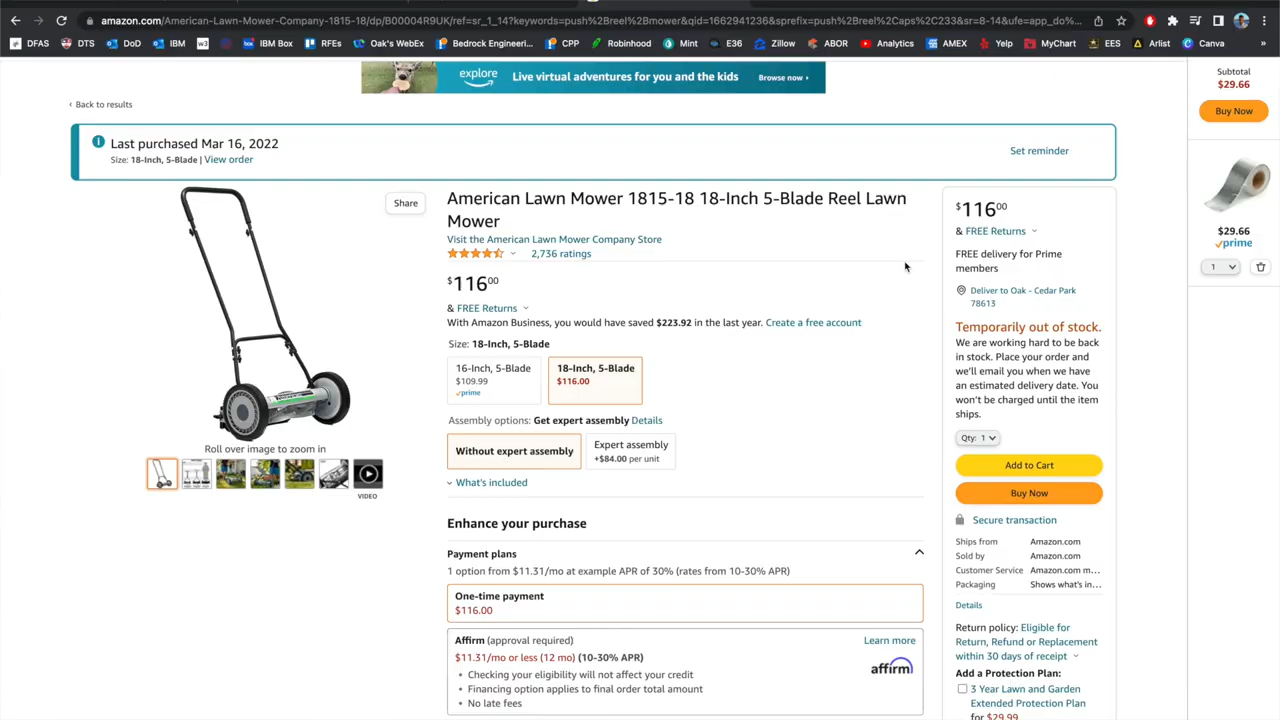 amazon.com/American-Lawn-Mower-Company-1815-18/dp/B00004R9UK/ref=sr_1_14?keywords=push%2Breel%2Bmower&qid=1662941236&sprefix=push%2Breel%2Caps%2C233&sr=8-14&ufe=app_do%...
DFAS DTS DoD IBM w3 IBM Box RFEs Oak's WebEx Bedrock Engineeri... CPP Robinhood Mint E36 Zillow ABOR Analytics AMEX Yelp MyChart EES Arlist Canva »
explore amazon Live virtual adventures for you and the kids Browse now
Subtotal
$29.66
Buy Now
$29.66
prime
1
‹ Back to results
Last purchased Mar 16, 2022
Size: 18-Inch, 5-Blade | View order
Set reminder
Share
Roll over image to zoom in
VIDEO
American Lawn Mower 1815-18 18-Inch 5-Blade Reel Lawn
Mower
Visit the American Lawn Mower Company Store
2,736 ratings
$11600
& FREE Returns
With Amazon Business, you would have saved $223.92 in the last year. Create a free account
Size: 18-Inch, 5-Blade
16-Inch, 5-Blade
$109.99
prime
18-Inch, 5-Blade
$116.00
Assembly options: Get expert assembly Details
Without expert assembly
Expert assembly
+$84.00 per unit
What's included
Enhance your purchase
Payment plans
1 option from $11.31/mo at example APR of 30% (rates from 10-30% APR)
One-time payment
$116.00
Affirm (approval required)
Learn more
$11.31/mo or less (12 mo) (10-30% APR)
affirm
• Checking your eligibility will not affect your credit
• Financing option applies to final order total amount
• No late fees
$11600
& FREE Returns
FREE delivery for Prime
members
Deliver to Oak - Cedar Park
78613
Temporarily out of stock.
We are working hard to be back
in stock. Place your order and
we'll email you when we have
an estimated delivery date. You
won't be charged until the item
ships.
Qty: 1
Add to Cart
Buy Now
Secure transaction
Ships from Amazon.com
Sold by Amazon.com
Customer Service Amazon.com m...
Packaging Shows what's in...
Details
Return policy: Eligible for
Return, Refund or Replacement
within 30 days of receipt
Add a Protection Plan:
3 Year Lawn and Garden
Extended Protection Plan
for $29.99